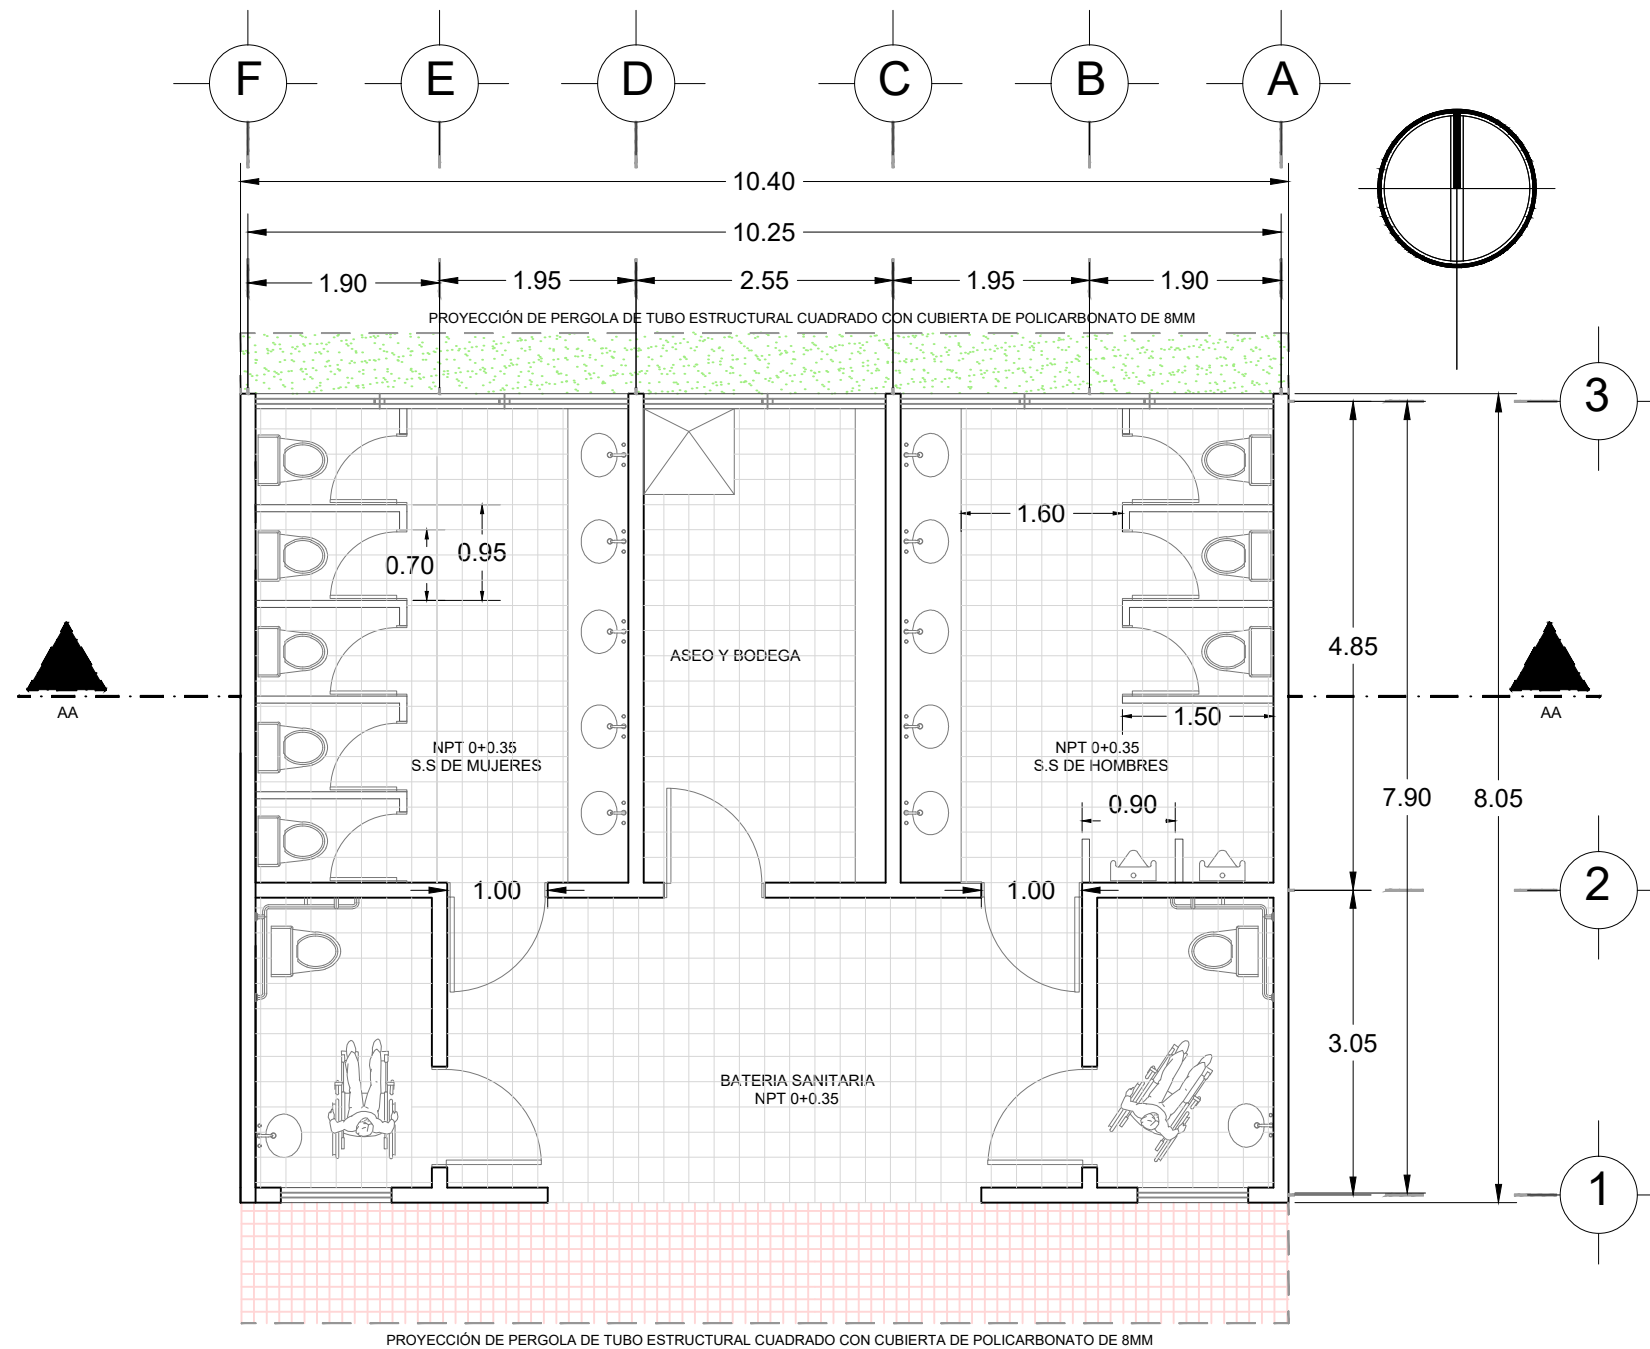 F E D C B A
10.40
10.25
1.90 1.95 2.55 1.95 1.90
PROYECCIÓN DE PERGOLA DE TUBO ESTRUCTURAL CUADRADO CON CUBIERTA DE POLICARBONATO DE 8MM
3
1.60
0.70 0.95
ASEO Y BODEGA
4.85
AA
AA
1.50
NPT 0+0.35
S.S DE MUJERES
NPT 0+0.35
S.S DE HOMBRES
0.90
7.90
8.05
1.00
1.00
2
3.05
BATERIA SANITARIA
NPT 0+0.35
1
PROYECCIÓN DE PERGOLA DE TUBO ESTRUCTURAL CUADRADO CON CUBIERTA DE POLICARBONATO DE 8MM